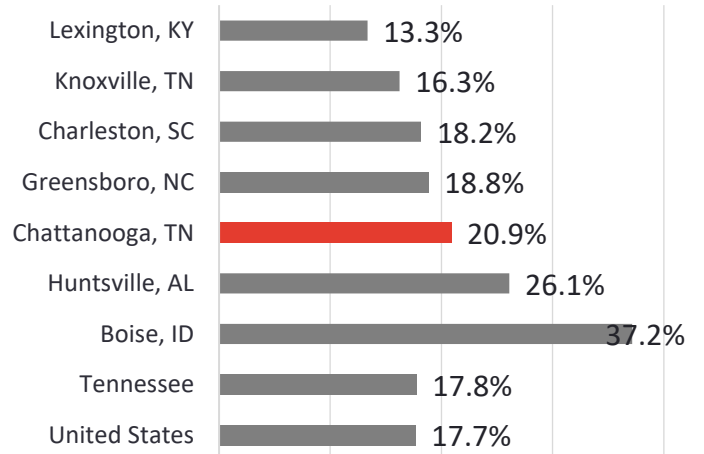 Lexington, KY 13.3%
Knoxville, TN 16.3%
Charleston, SC 18.2%
Greensboro, NC 18.8%
Chattanooga, TN 20.9%
Huntsville, AL 26.1%
Boise, ID 37.2%
Tennessee 17.8%
United States 17.7%